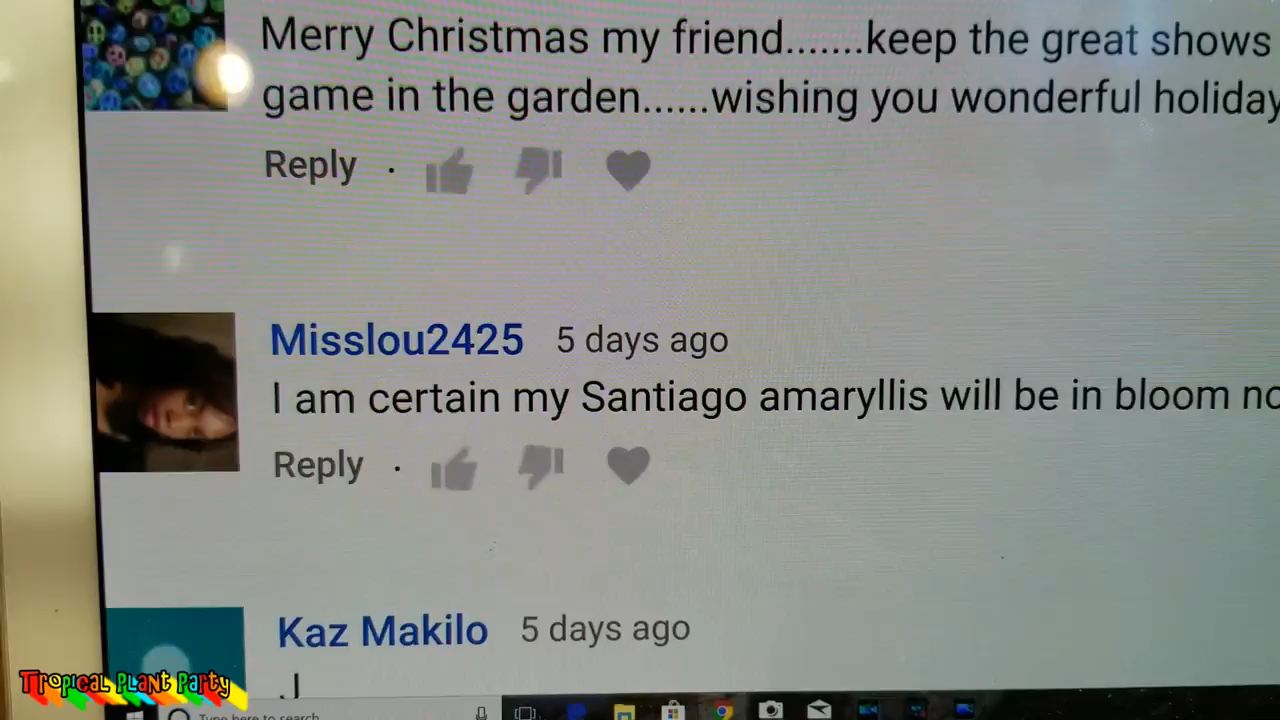 Merry Christmas my friend.......keep the great shows
game in the garden......wishing you wonderful holiday
Reply ·
Misslou2425 5 days ago
I am certain my Santiago amaryllis will be in bloom
Reply ·
Kaz Makilo 5 days ago
Tropical Plant Party
Type here to search